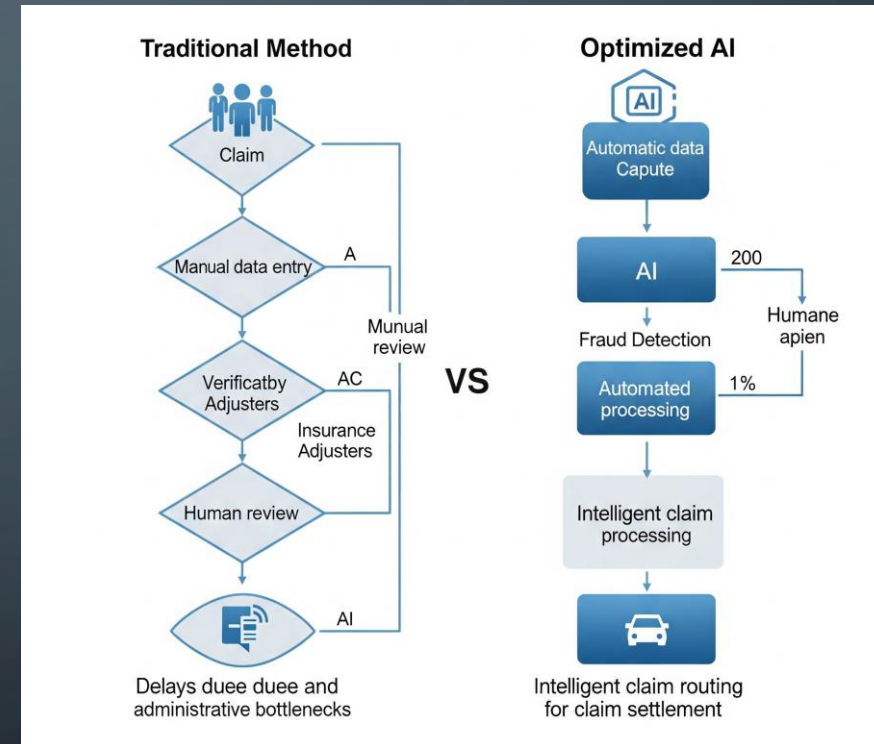 Traditional Method
Claim
Manual data entry
A
Munual
review
Verificatby
Adjusters
AC
Insurance
Adjusters
Human review
AI
Delays duee duee and
administrative bottlenecks
VS
Optimized AI
AI
Automatic data
Capute
AI
200
Humane
apien
Fraud Detection
Automated
processing
1%
Intelligent claim
processing
Intelligent claim routing
for claim settlement